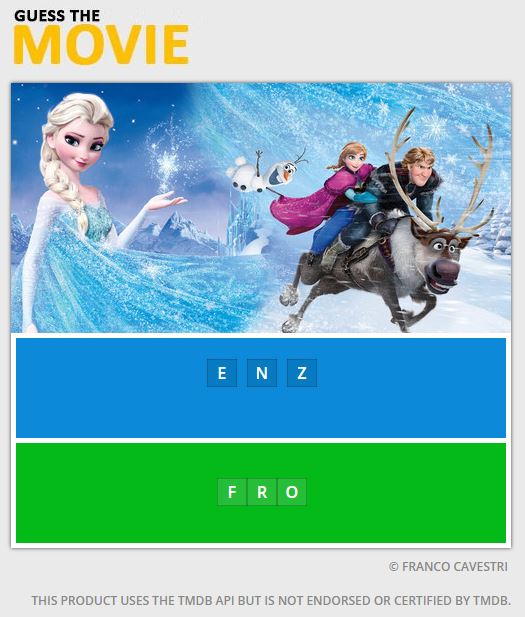 GUESS THE
MOVIE
E N Z
F R O
© FRANCO CAVESTRI
THIS PRODUCT USES THE TMDB API BUT IS NOT ENDORSED OR CERTIFIED BY TMDB.